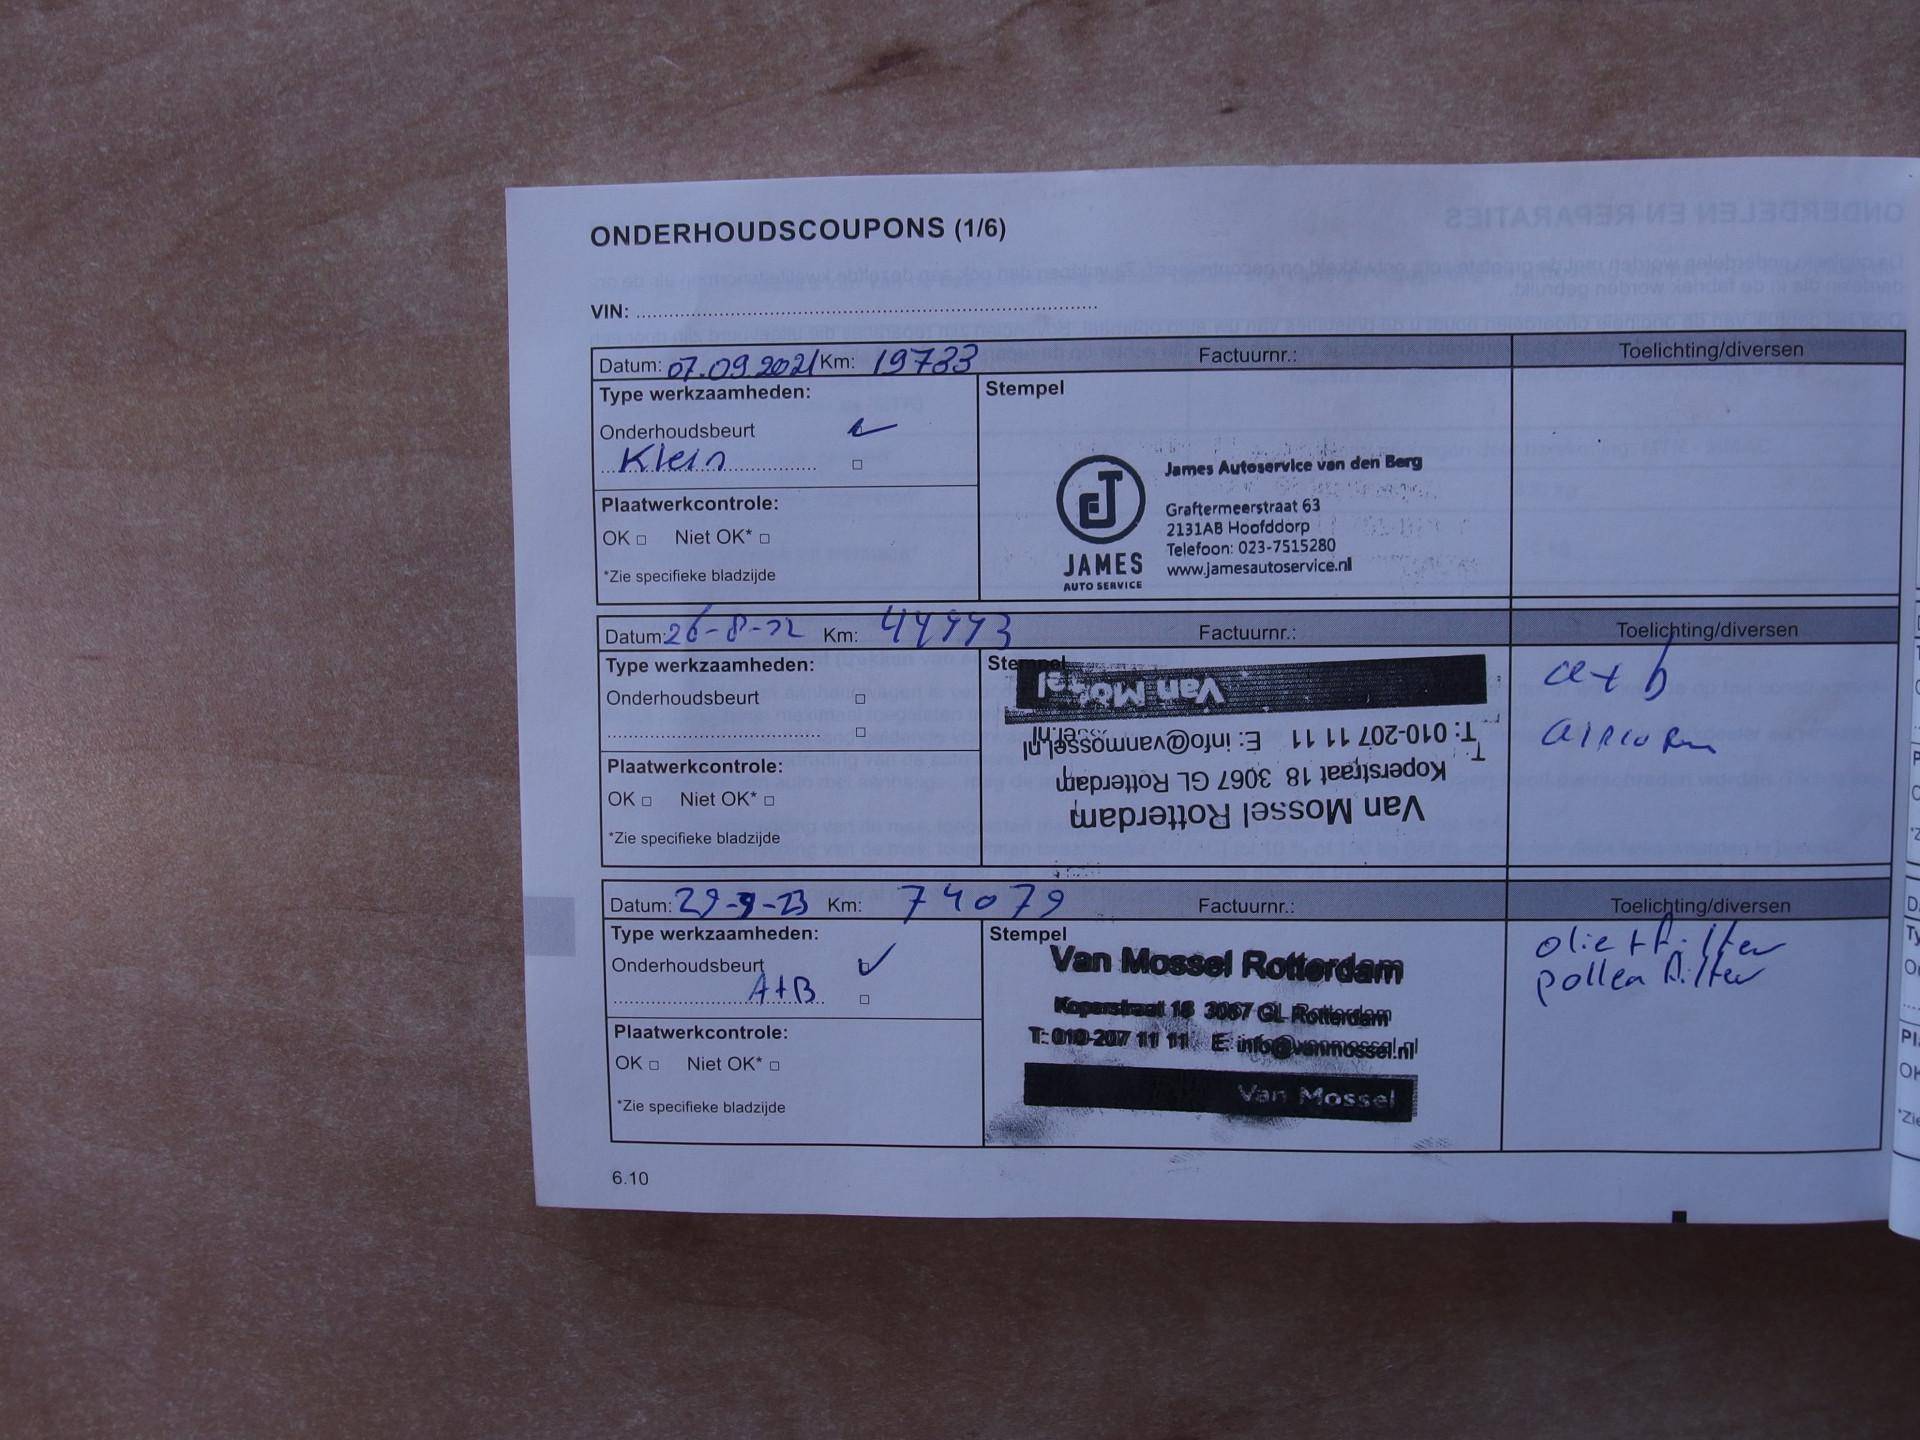 ONDERHOUDSCOUPONS (1/6)
VIN:
Datum: 07.09.2021 Km: 19733 Factuurnr.: Toelichting/diversen
Type werkzaamheden:
Onderhoudsbeurt
Klein
Plaatwerkcontrole:
OK Niet OK*
*Zie specifieke bladzijde
Stempel
James Autoservice van den Berg
Graftermeerstraat 63
2131AB Hoofddorp
Telefoon: 023-7515280
www.jamesautoservice.nl
JAMES
AUTO SERVICE
Datum: 26-8-22 Km: 44993 Factuurnr.: Toelichting/diversen
Type werkzaamheden:
Onderhoudsbeurt
Plaatwerkcontrole:
OK Niet OK*
*Zie specifieke bladzijde
Stempel
Van Mossel Rotterdam
Koperstraat 18 3067 GL Rotterdam
T: 010-207 11 11 E: info@vanmossel.nl
Van Mossel
a+b
airco
Datum: 29-9-23 Km: 74079 Factuurnr.: Toelichting/diversen
Type werkzaamheden:
Onderhoudsbeurt
A+B
Plaatwerkcontrole:
OK Niet OK*
*Zie specifieke bladzijde
Stempel
Van Mossel Rotterdam
Koperstraat 18 3067 GL Rotterdam
T: 010-207 11 11 E: info@vanmossel.nl
Van Mossel
olie+filter
pollen filter
6.10